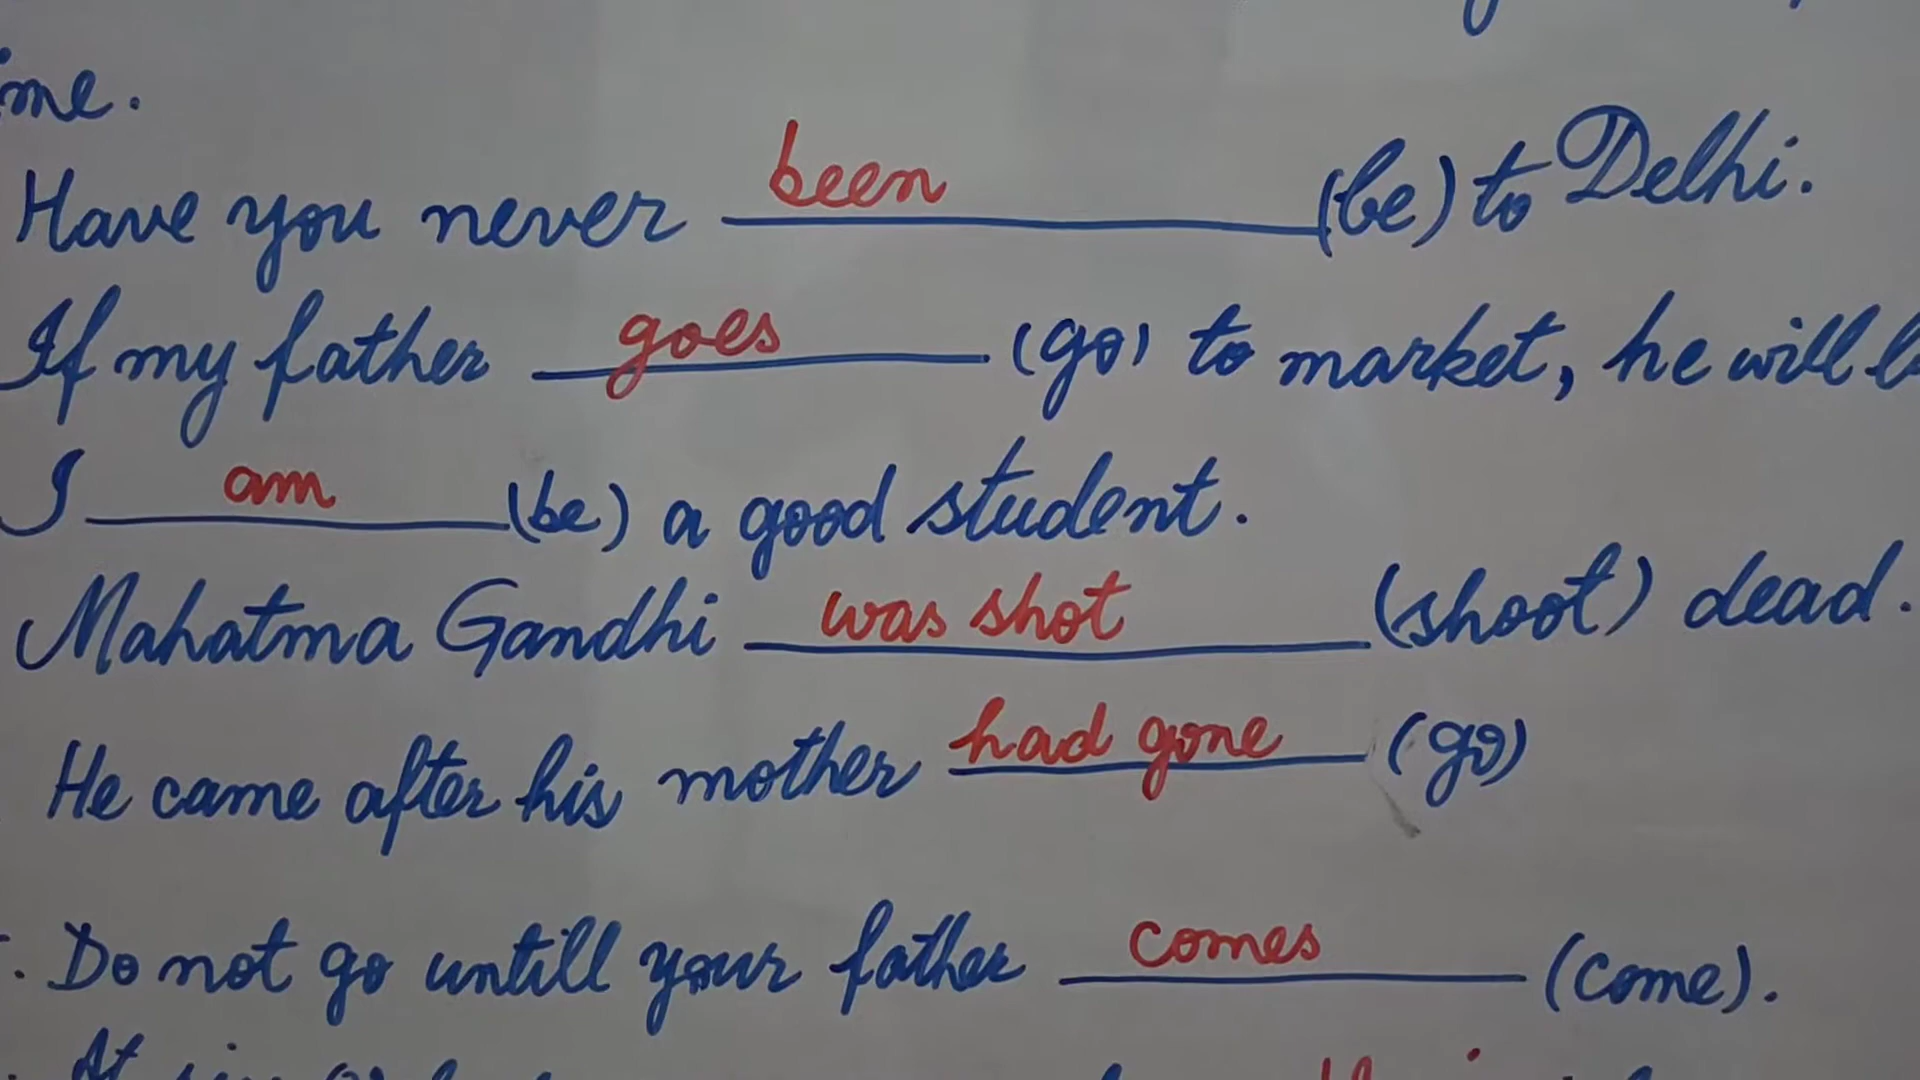 me.
Have you never been (be) to Delhi.
If my father goes (go) to market, he will
I am (be) a good student.
Mahatma Gandhi was shot (shoot) dead.
He came after his mother had gone (go)
. Do not go untill your father comes (come).